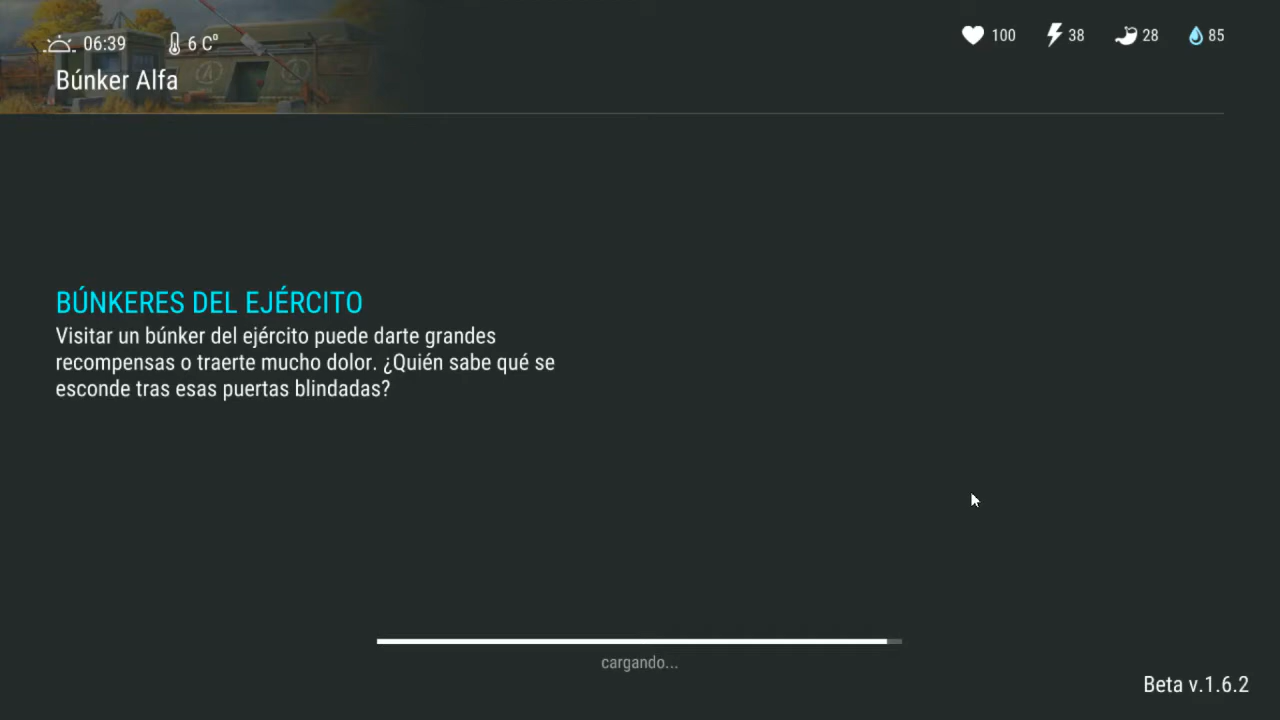 06:39 6 Cº
100 38 28 85
Búnker Alfa
BÚNKERES DEL EJÉRCITO
Visitar un búnker del ejército puede darte grandes
recompensas o traerte mucho dolor. ¿Quién sabe qué se
esconde tras esas puertas blindadas?
cargando...
Beta v.1.6.2